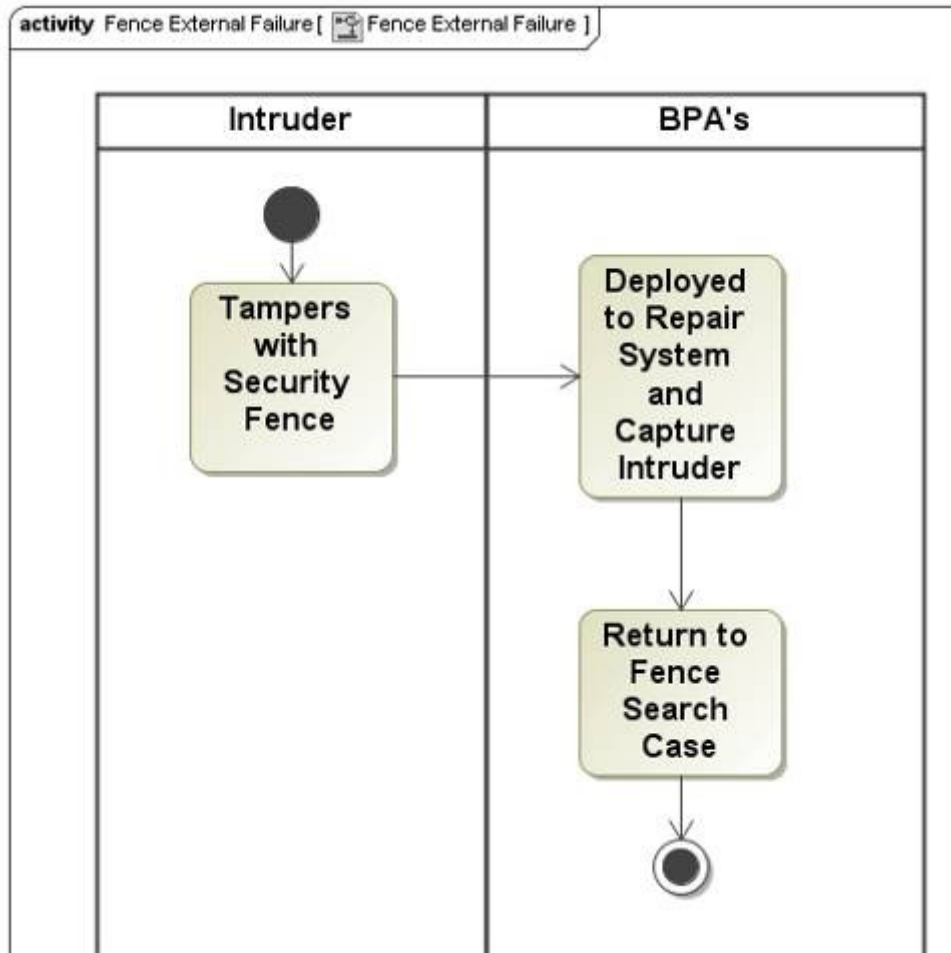 activity Fence External Failure [ Fence External Failure ]
Intruder
BPA's
Tampers
with
Security
Fence
Deployed
to Repair
System
and
Capture
Intruder
Return to
Fence
Search
Case